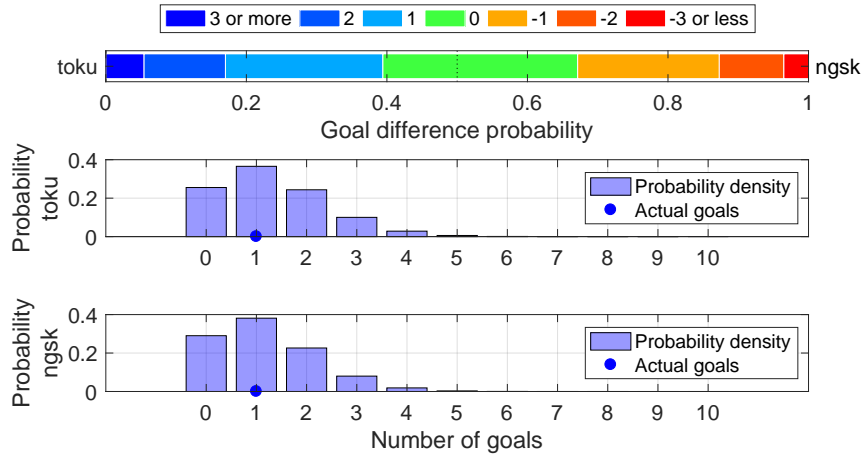 3 or more 2 1 0 -1 -2 -3 or less
toku ngsk
0 0.2 0.4 0.6 0.8 1
Goal difference probability
Probability
toku
0.4
0.2
0
Probability density
Actual goals
0 1 2 3 4 5 6 7 8 9 10
Probability
ngsk
0.4
0.2
0
Probability density
Actual goals
0 1 2 3 4 5 6 7 8 9 10
Number of goals